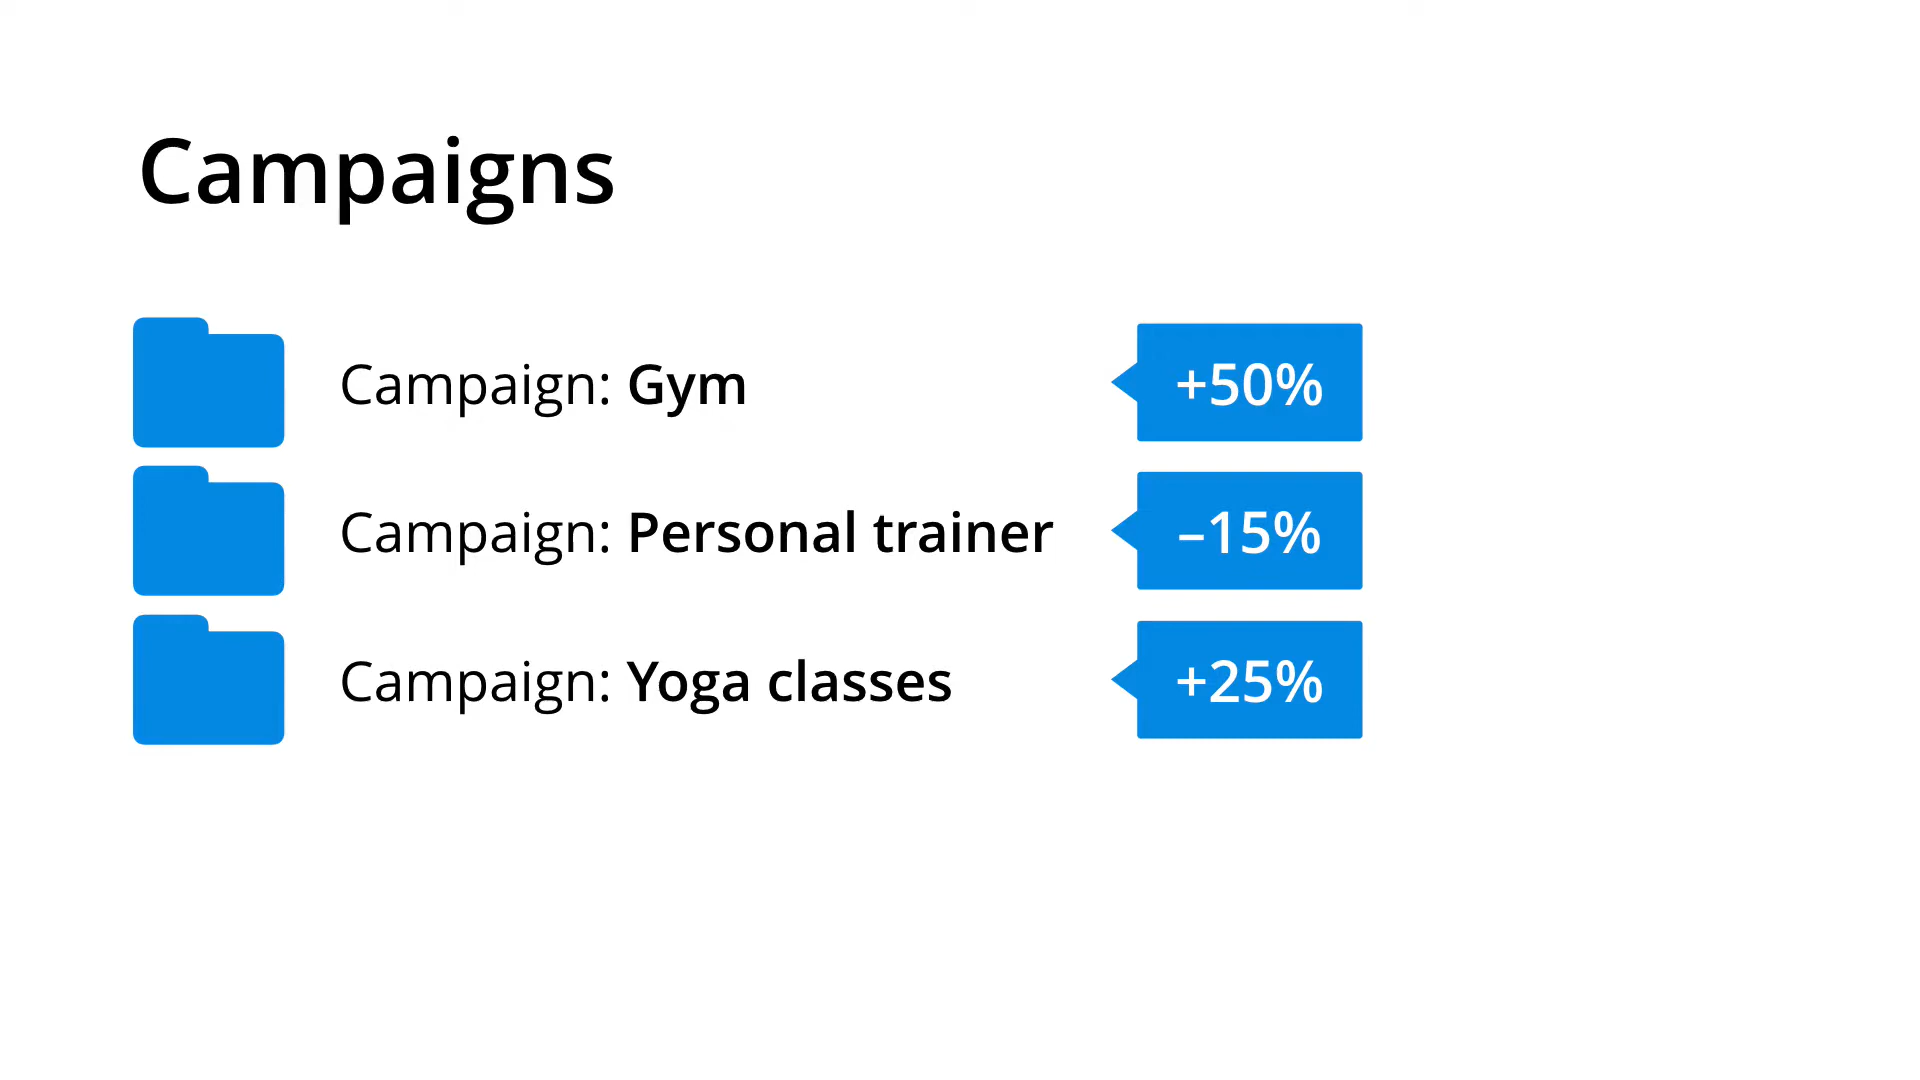 Campaigns
Campaign: Gym
+50%
Campaign: Personal trainer
–15%
Campaign: Yoga classes
+25%